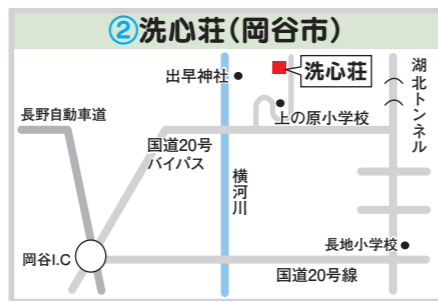 ②洗心荘(岡谷市)
出早神社
洗心荘
上の原小学校
湖北トンネル
長野自動車道
国道20号
バイパス
横河川
長地小学校
岡谷I.C
国道20号線